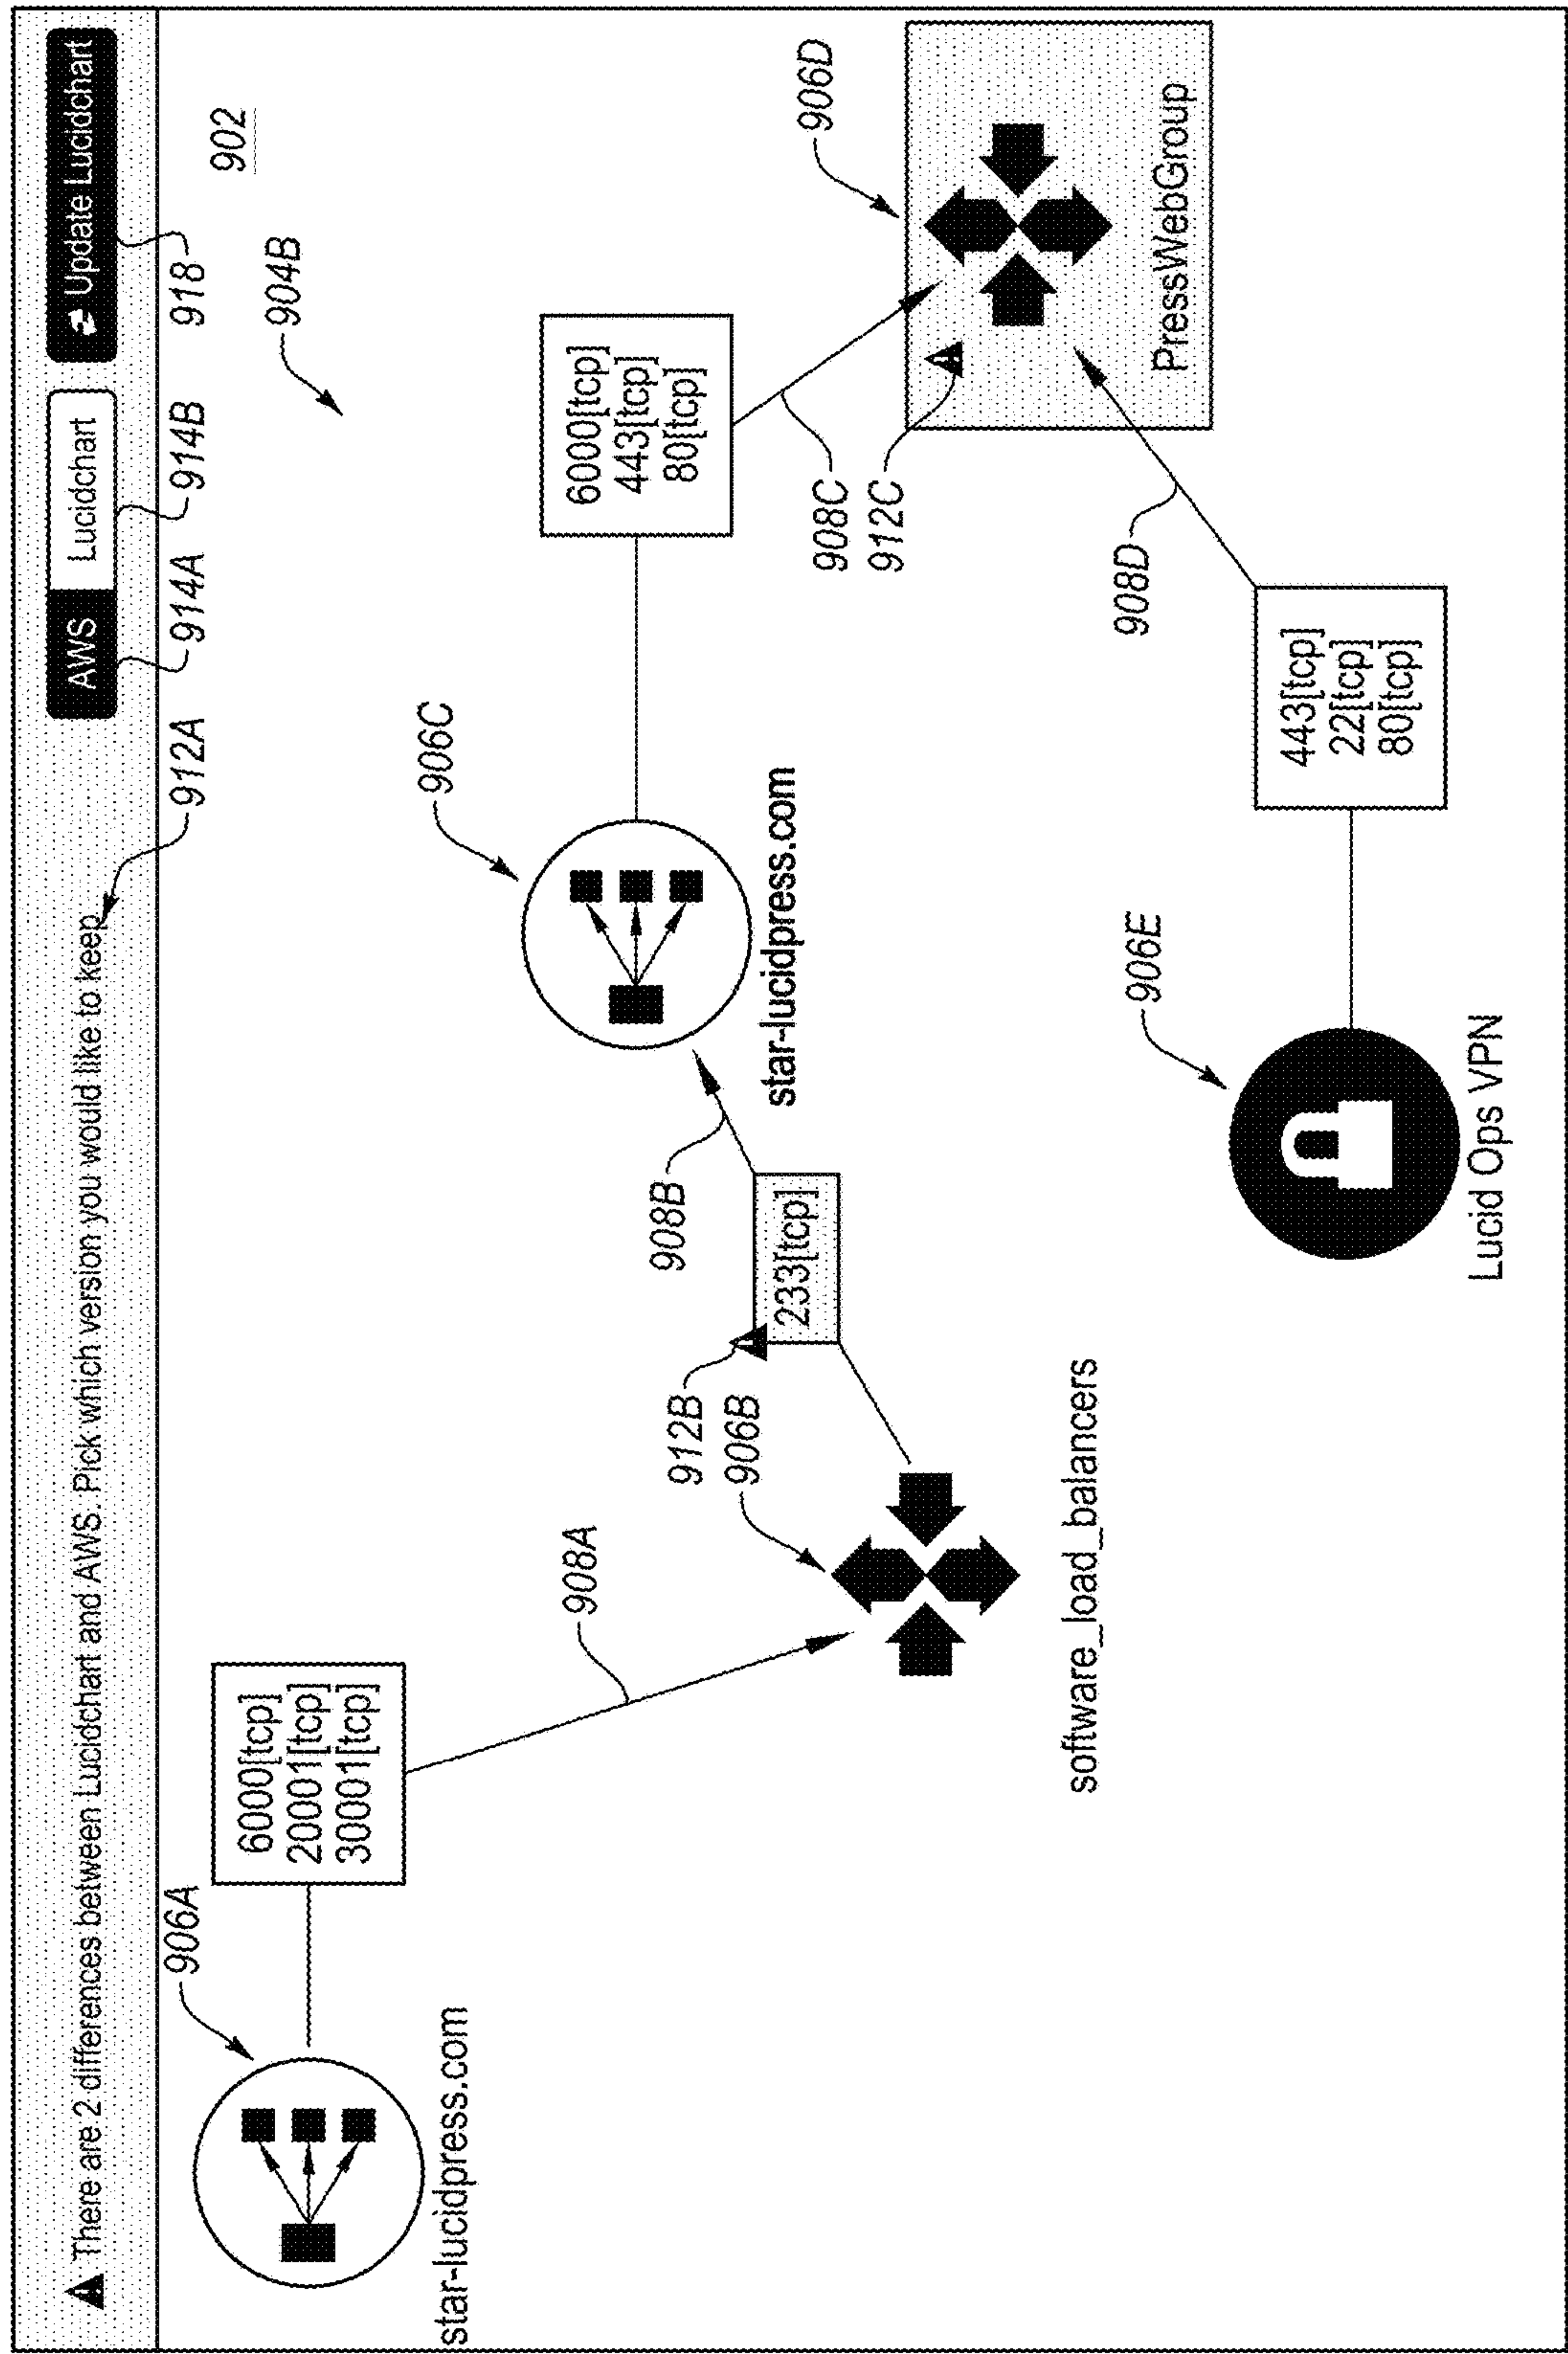 There are 2 differences between Lucidchart and AWS. Pick which version you would like to keep
AWS
Lucidchart
Update Lucidchart
912A
914A
914B
918
902
904B
906A
6000[tcp]
20001[tcp]
30001[tcp]
star-lucidpress.com
908A
906C
6000[tcp]
443[tcp]
80[tcp]
star-lucidpress.com
908B
912B
906B
233[tcp]
software_load_balancers
908C
912C
906D
PressWebGroup
908D
906E
443[tcp]
22[tcp]
80[tcp]
Lucid Ops VPN